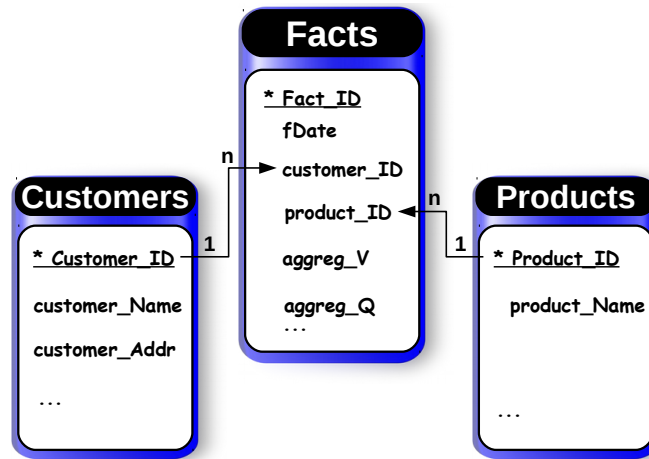 Facts
* Fact_ID
fDate
customer_ID
product_ID
aggreg_V
aggreg_Q
...
n
n
Customers
1
* Customer_ID
customer_Name
customer_Addr
...
Products
1
* Product_ID
product_Name
...